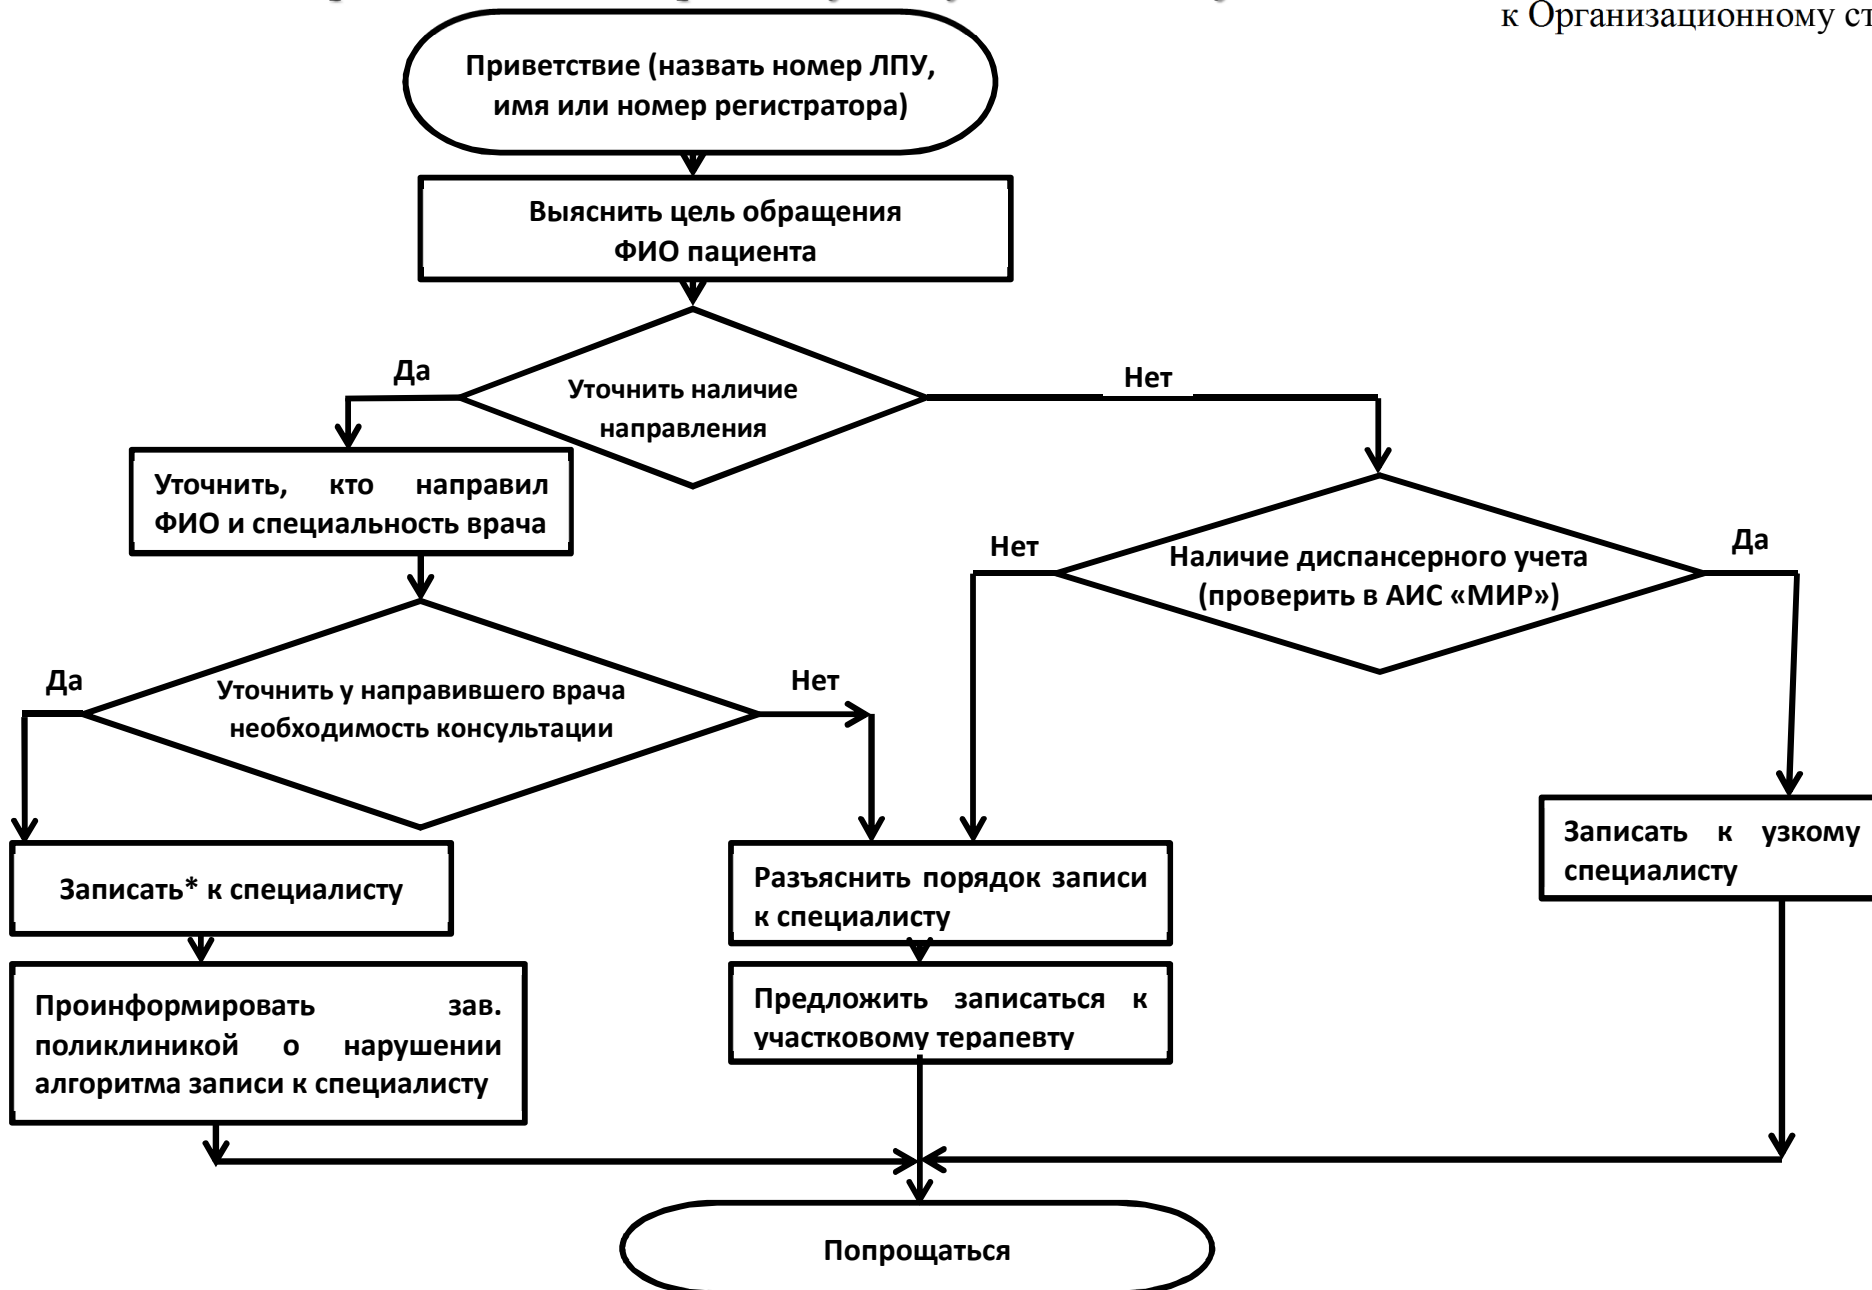 к Организационному
Приветствие (назвать номер ЛПУ,
имя или номер регистратора)
Выяснить цель обращения
ФИО пациента
Да
Нет
Уточнить наличие
направления
Уточнить, кто направил
ФИО и специальность врача
Нет
Да
Наличие диспансерного учета
(проверить в АИС «МИР»)
Да
Нет
Уточнить у направившего врача
необходимость консультации
Записать* к специалисту
Разъяснить порядок записи
к специалисту
Записать к узкому
специалисту
Проинформировать зав.
поликлиникой о нарушении
алгоритма записи к специалисту
Предложить записаться к
участковому терапевту
Попрощаться